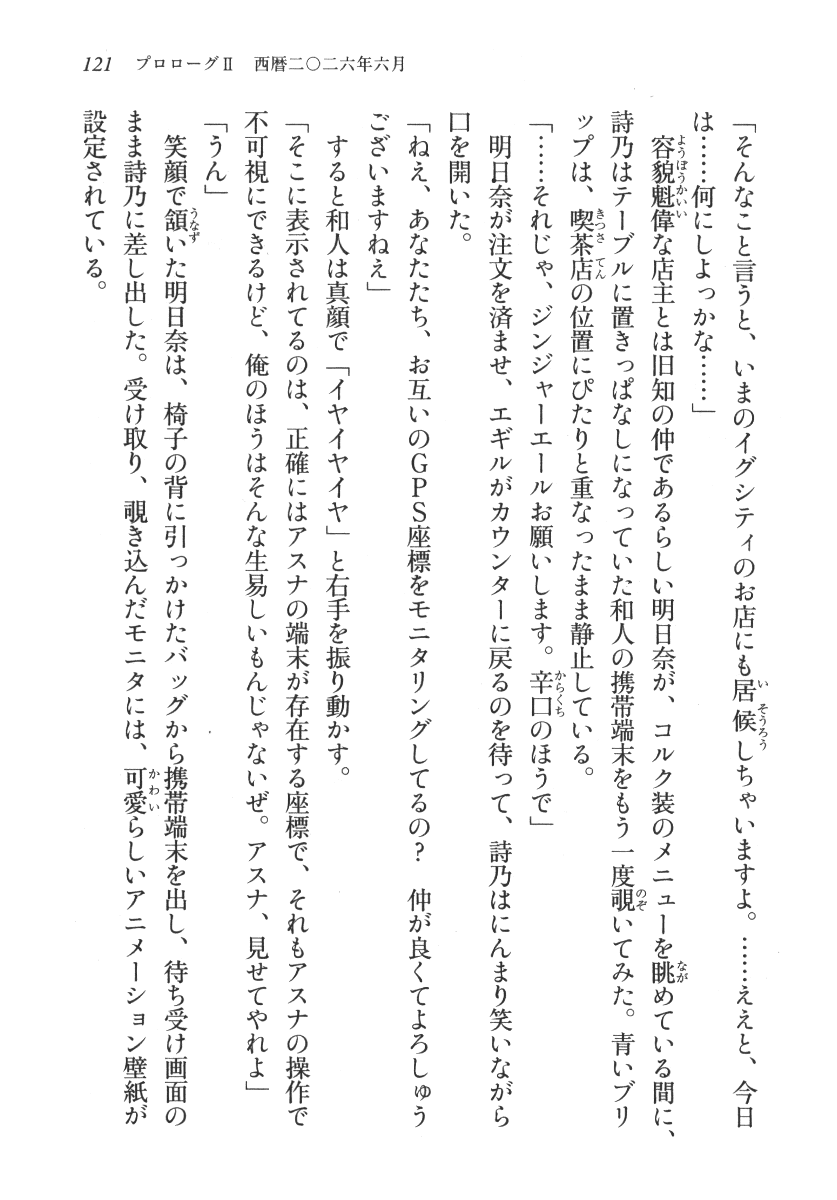 121 プロローグⅡ 西暦二〇二六年六月
「そんなこと言うと、いまのイグシティのお店にも居候しちゃいますよ。……ええと、今日
は……何にしよっかな……」
容貌魁偉な店主とは旧知の仲であるらしい明日奈が、コルク装のメニューを眺めている間に、
詩乃はテーブルに置きっぱなしになっていた和人の携帯端末をもう一度覗いてみた。青いブリ
ップは、喫茶店の位置にぴたりと重なったまま静止している。
「……それじゃ、ジンジャーエールお願いします。辛口のほうで」
明日奈が注文を済ませ、エギルがカウンターに戻るのを待って、詩乃はにんまり笑いながら
口を開いた。
「ねえ、あなたたち、お互いのGPS座標をモニタリングしてるの？　仲が良くてよろしゅう
ございますねえ」
すると和人は真顔で「イヤイヤイヤ」と右手を振り動かす。
「そこに表示されてるのは、正確にはアスナの端末が存在する座標で、それもアスナの操作で
不可視にできるけど、俺のほうはそんな生易しいもんじゃないぜ。アスナ、見せてやれよ」
「うん」
笑顔で頷いた明日奈は、椅子の背に引っかけたバッグから携帯端末を出し、待ち受け画面の
まま詩乃に差し出した。受け取り、覗き込んだモニタには、可愛らしいアニメーション壁紙が
設定されている。